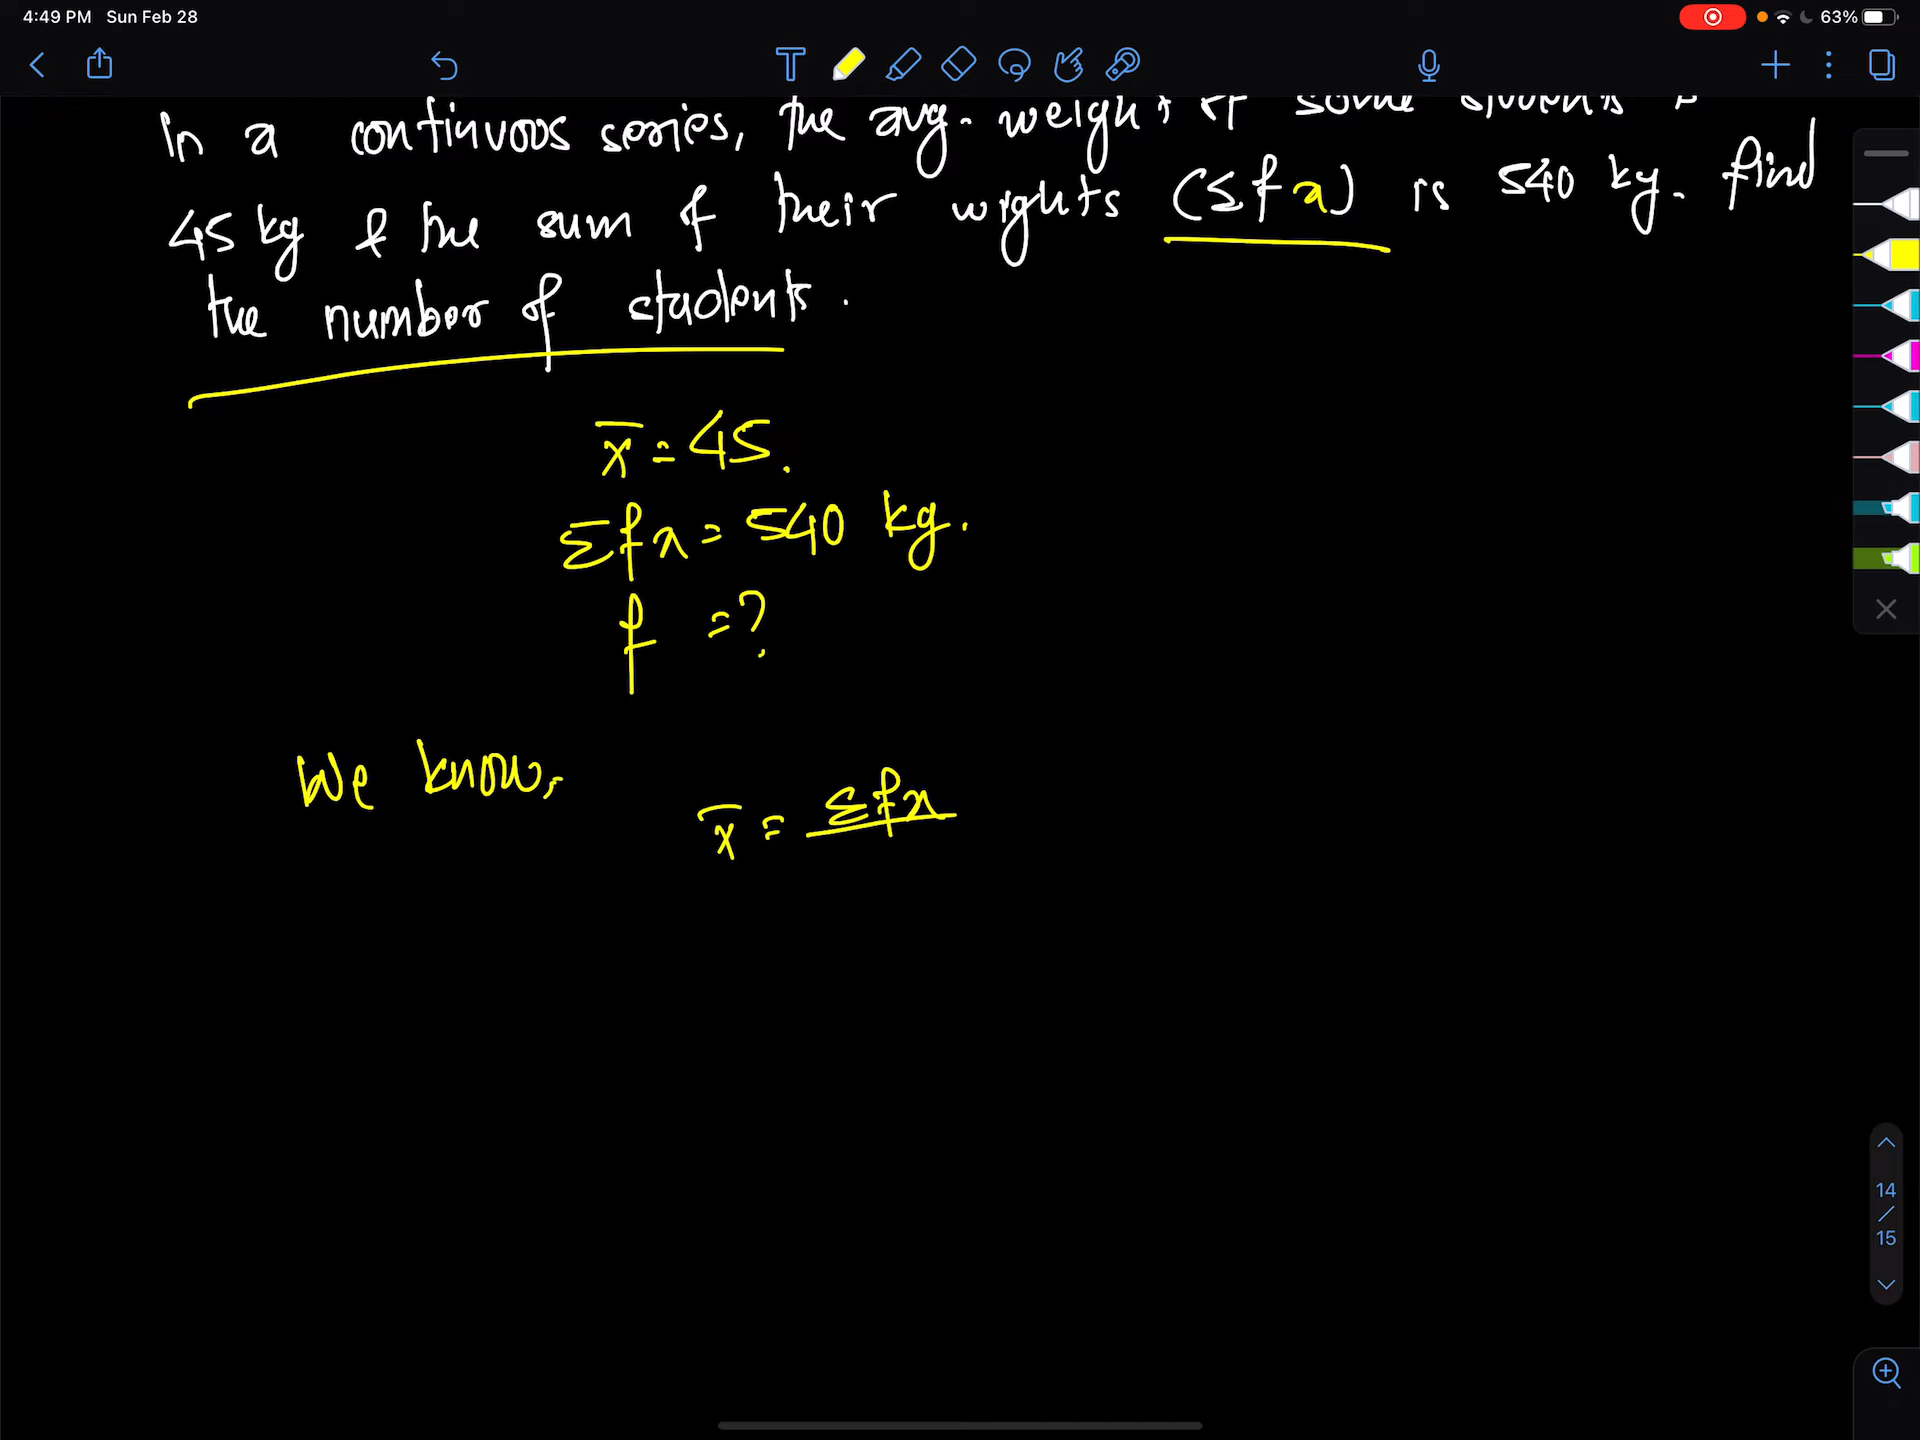 4:49 PM Sun Feb 28
63%
In a continuous series, the avg. weight of some students is
45 kg & the sum of their wights (Σfx) is 540 kg. find
the number of students.
x̄ = 45.
Σfx = 540 kg.
f = ?
We know,
x̄ = Σfx
14
/
15